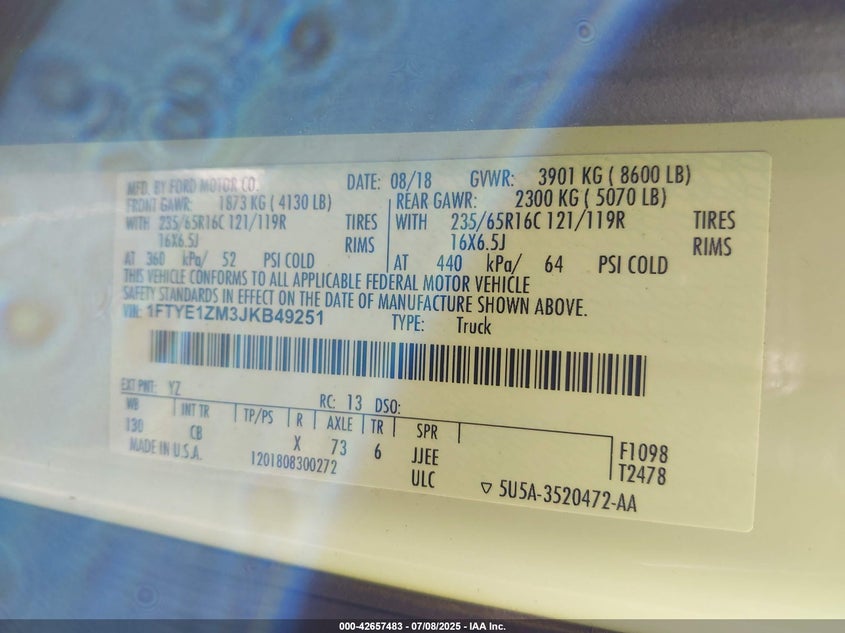 MFD. BY FORD MOTOR CO. DATE: 08/18 GVWR: 3901 KG ( 8600 LB)
FRONT GAWR: 1873 KG ( 4130 LB) REAR GAWR: 2300 KG ( 5070 LB)
WITH 235/65R16C 121/119R TIRES WITH 235/65R16C 121/119R TIRES
16X6.5J RIMS 16X6.5J RIMS
AT 360 kPa/ 52 PSI COLD AT 440 kPa/ 64 PSI COLD
THIS VEHICLE CONFORMS TO ALL APPLICABLE FEDERAL MOTOR VEHICLE
SAFETY STANDARDS IN EFFECT ON THE DATE OF MANUFACTURE SHOWN ABOVE.
VIN: 1FTYE1ZM3JKB49251 TYPE: Truck
EXT PNT: YZ RC: 13 DSO:
WB INT TR TP/PS R AXLE TR SPR
130 CB X 73 6 JJEE F1098
MADE IN U.S.A. 1201808300272 ULC T2478
▽ 5U5A-3520472-AA
000-42657483 - 07/08/2025 - IAA Inc.